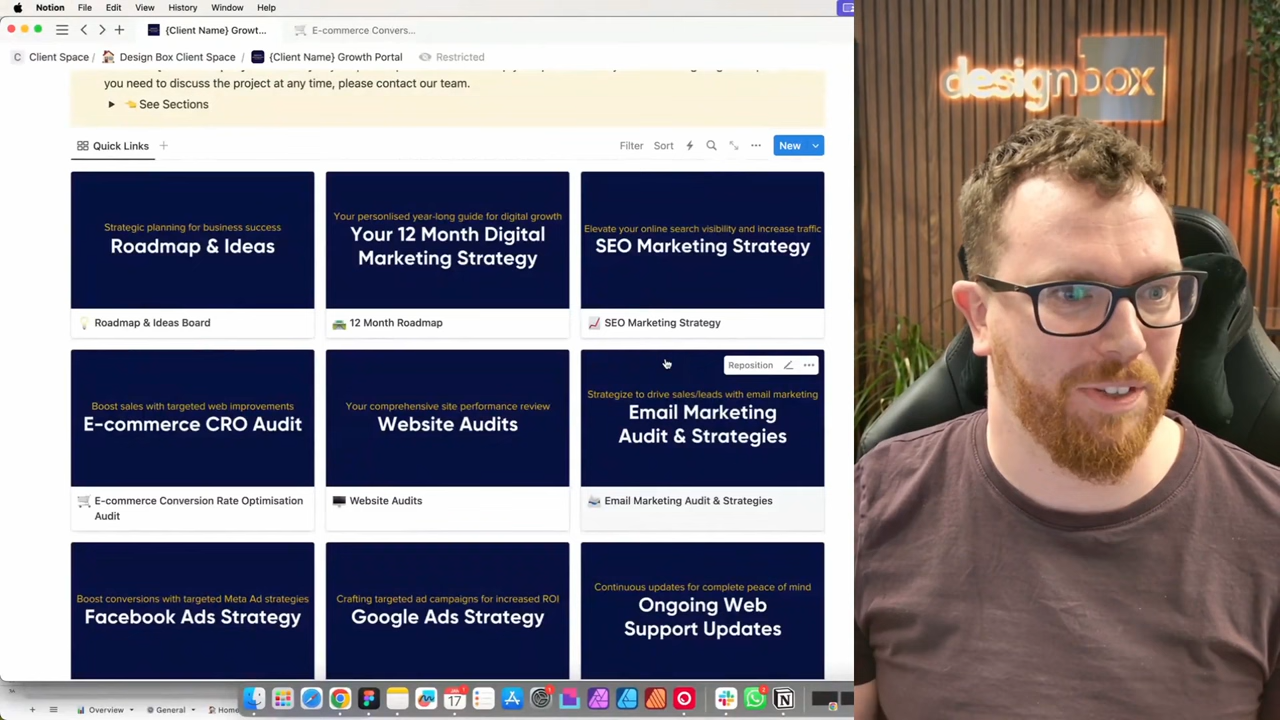 Notion File Edit View History Window Help
{Client Name} Growt... E-commerce Convers...
C Client Space / Design Box Client Space / {Client Name} Growth Portal Restricted
you need to discuss the project at any time, please contact our team.
See Sections
Quick Links
Filter Sort New
Strategic planning for business success
Roadmap & Ideas
Roadmap & Ideas Board
Your personlised year-long guide for digital growth
Your 12 Month Digital
Marketing Strategy
12 Month Roadmap
Elevate your online search visibility and increase traffic
SEO Marketing Strategy
SEO Marketing Strategy
Boost sales with targeted web improvements
E-commerce CRO Audit
E-commerce Conversion Rate Optimisation
Audit
Your comprehensive site performance review
Website Audits
Website Audits
Reposition
Strategize to drive sales/leads with email marketing
Email Marketing
Audit & Strategies
Email Marketing Audit & Strategies
Boost conversions with targeted Meta Ad strategies
Facebook Ads Strategy
Crafting targeted ad campaigns for increased ROI
Google Ads Strategy
Continuous updates for complete peace of mind
Ongoing Web
Support Updates
17
Overview General Home
designbox